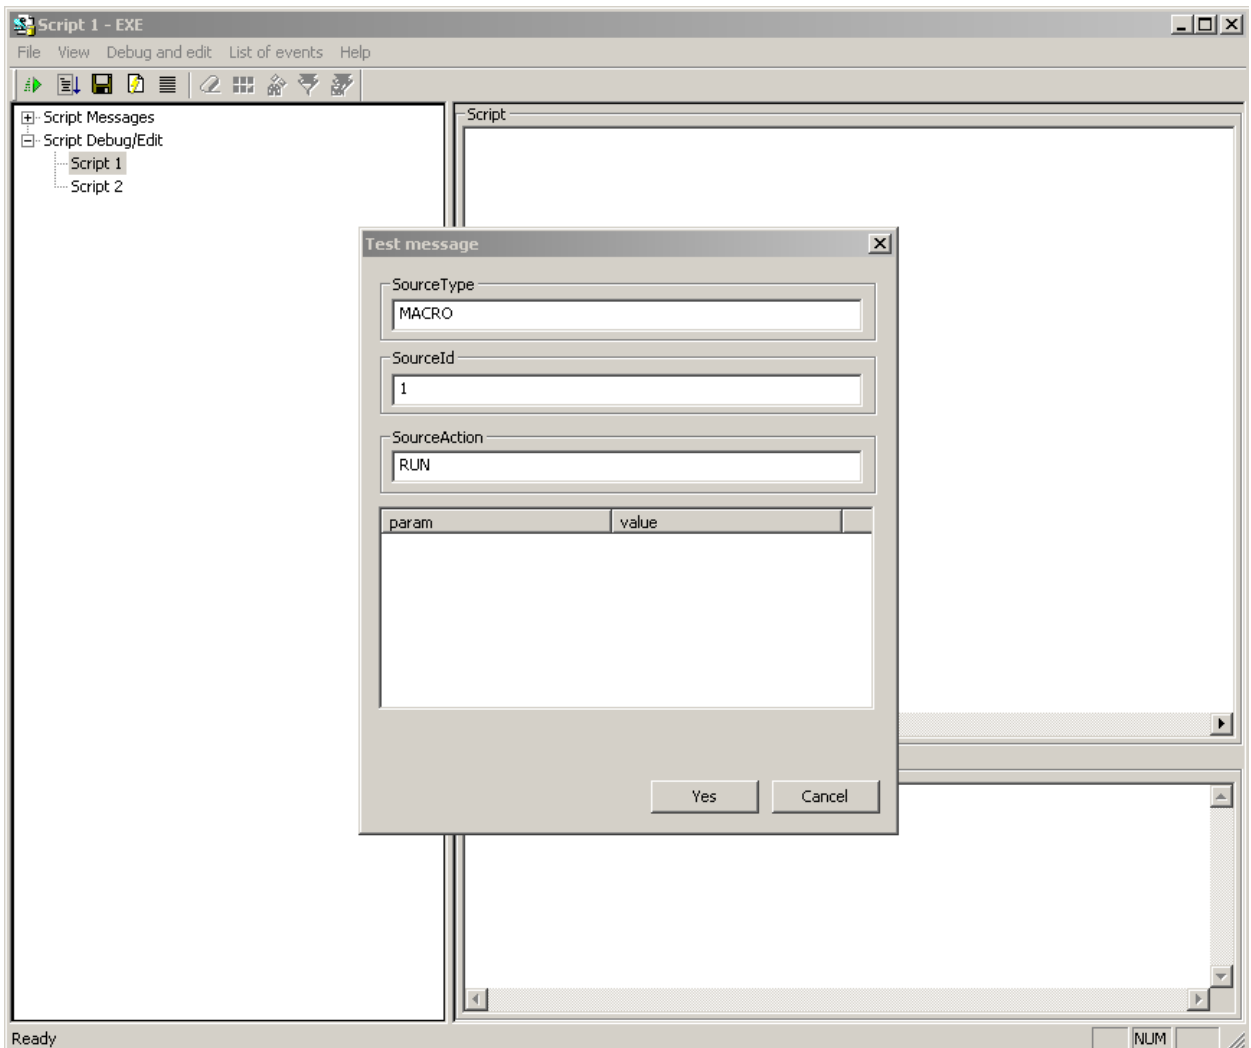 Script 1 - EXE
File View Debug and edit List of events Help
Script Messages
Script Debug/Edit
Script 1
Script 2
Script
Test message
SourceType
MACRO
SourceId
1
SourceAction
RUN
param value
Yes Cancel
Ready NUM